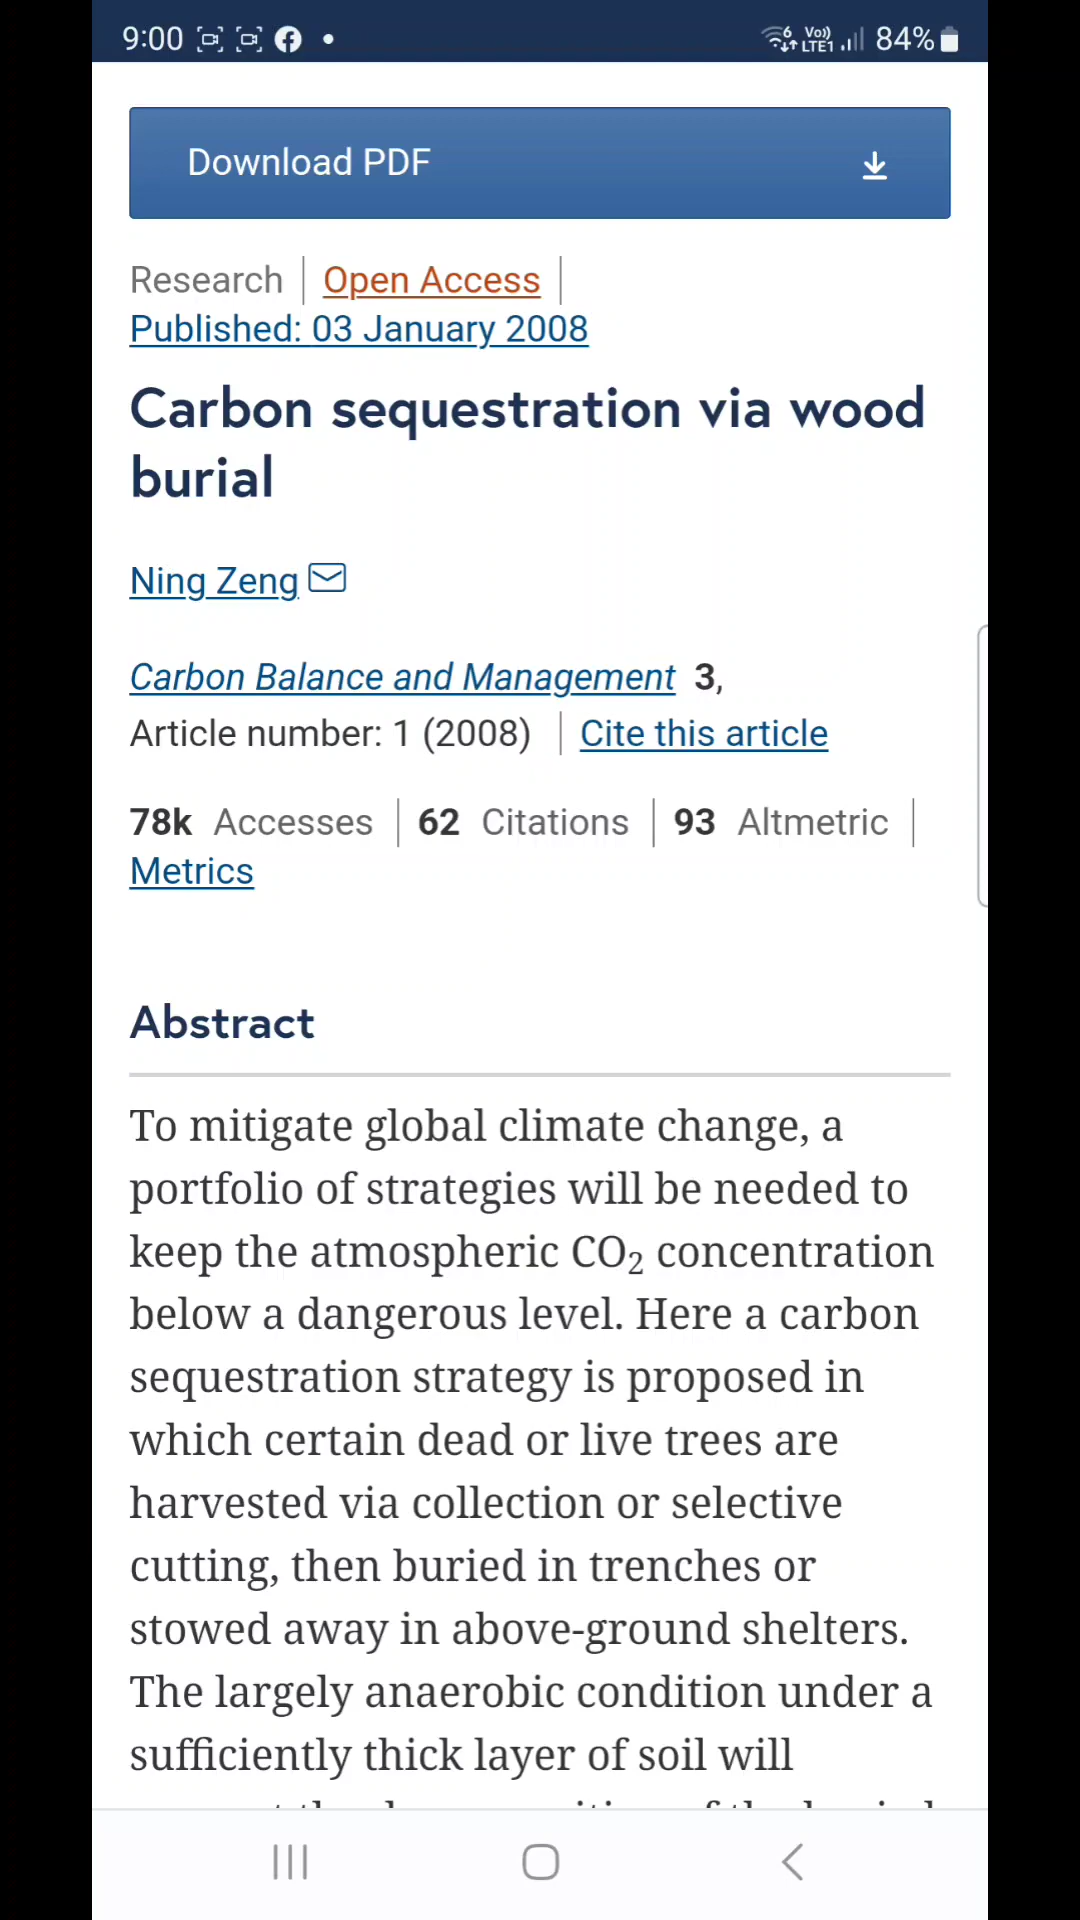 9:00 84%
Vo)) LTE1
Download PDF
Research Open Access
Published: 03 January 2008
Carbon sequestration via wood
burial
Ning Zeng
Carbon Balance and Management 3,
Article number: 1 (2008) Cite this article
78k Accesses 62 Citations 93 Altmetric
Metrics
Abstract
To mitigate global climate change, a
portfolio of strategies will be needed to
keep the atmospheric CO₂ concentration
below a dangerous level. Here a carbon
sequestration strategy is proposed in
which certain dead or live trees are
harvested via collection or selective
cutting, then buried in trenches or
stowed away in above-ground shelters.
The largely anaerobic condition under a
sufficiently thick layer of soil will